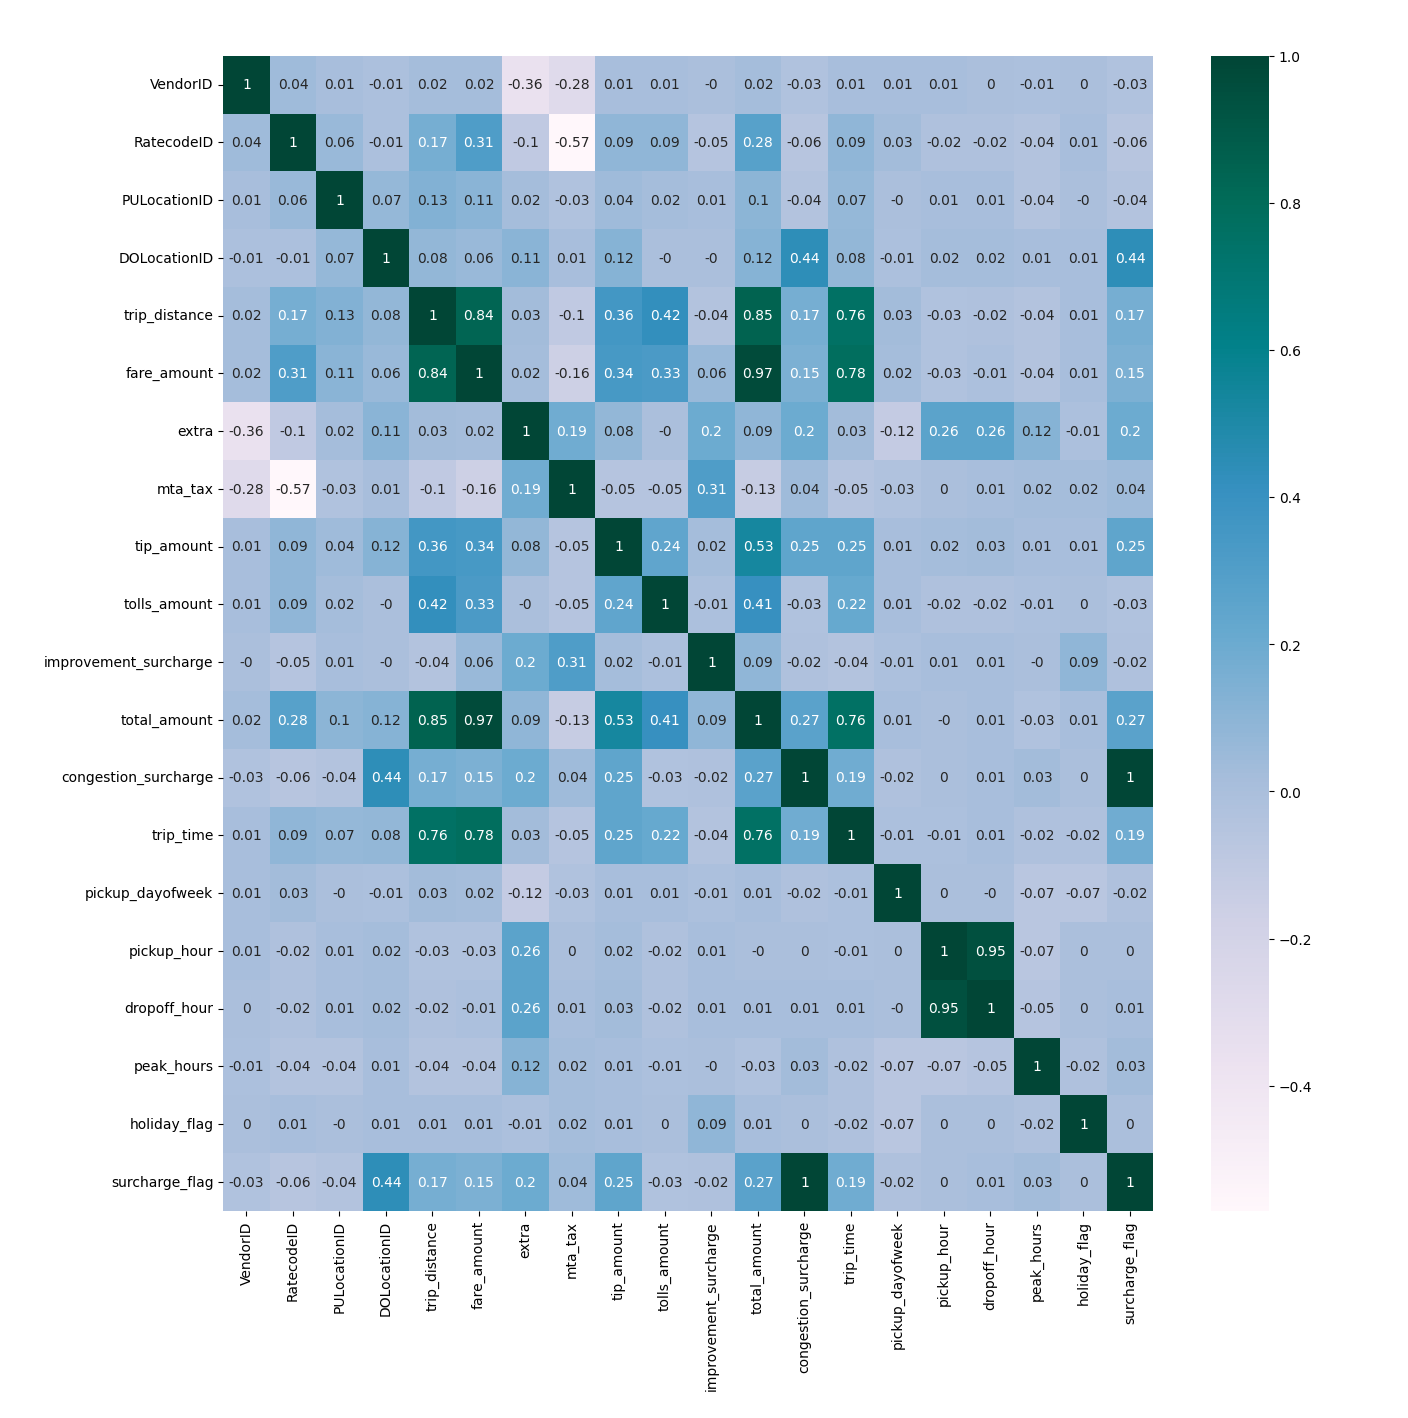 VendorID 1 0.04 0.01 -0.01 0.02 0.02 -0.36 -0.28 0.01 0.01 -0 0.02 -0.03 0.01 0.01 0.01 0 -0.01 0 -0.03
RatecodeID 0.04 1 0.06 -0.01 0.17 0.31 -0.1 -0.57 0.09 0.09 -0.05 0.28 -0.06 0.09 0.03 -0.02 -0.02 -0.04 0.01 -0.06
PULocationID 0.01 0.06 1 0.07 0.13 0.11 0.02 -0.03 0.04 0.02 0.01 0.1 -0.04 0.07 -0 0.01 0.01 -0.04 -0 -0.04
DOLocationID -0.01 -0.01 0.07 1 0.08 0.06 0.11 0.01 0.12 -0 -0 0.12 0.44 0.08 -0.01 0.02 0.02 0.01 0.01 0.44
trip_distance 0.02 0.17 0.13 0.08 1 0.84 0.03 -0.1 0.36 0.42 -0.04 0.85 0.17 0.76 0.03 -0.03 -0.02 -0.04 0.01 0.17
fare_amount 0.02 0.31 0.11 0.06 0.84 1 0.02 -0.16 0.34 0.33 0.06 0.97 0.15 0.78 0.02 -0.03 -0.01 -0.04 0.01 0.15
extra -0.36 -0.1 0.02 0.11 0.03 0.02 1 0.19 0.08 -0 0.2 0.09 0.2 0.03 -0.12 0.26 0.26 0.12 -0.01 0.2
mta_tax -0.28 -0.57 -0.03 0.01 -0.1 -0.16 0.19 1 -0.05 -0.05 0.31 -0.13 0.04 -0.05 -0.03 0 0.01 0.02 0.02 0.04
tip_amount 0.01 0.09 0.04 0.12 0.36 0.34 0.08 -0.05 1 0.24 0.02 0.53 0.25 0.25 0.01 0.02 0.03 0.01 0.01 0.25
tolls_amount 0.01 0.09 0.02 -0 0.42 0.33 -0 -0.05 0.24 1 -0.01 0.41 -0.03 0.22 0.01 -0.02 -0.02 -0.01 0 -0.03
improvement_surcharge -0 -0.05 0.01 -0 -0.04 0.06 0.2 0.31 0.02 -0.01 1 0.09 -0.02 -0.04 -0.01 0.01 0.01 -0 0.09 -0.02
total_amount 0.02 0.28 0.1 0.12 0.85 0.97 0.09 -0.13 0.53 0.41 0.09 1 0.27 0.76 0.01 -0 0.01 -0.03 0.01 0.27
congestion_surcharge -0.03 -0.06 -0.04 0.44 0.17 0.15 0.2 0.04 0.25 -0.03 -0.02 0.27 1 0.19 -0.02 0 0.01 0.03 0 1
trip_time 0.01 0.09 0.07 0.08 0.76 0.78 0.03 -0.05 0.25 0.22 -0.04 0.76 0.19 1 -0.01 -0.01 0.01 -0.02 -0.02 0.19
pickup_dayofweek 0.01 0.03 -0 -0.01 0.03 0.02 -0.12 -0.03 0.01 0.01 -0.01 0.01 -0.02 -0.01 1 0 -0 -0.07 -0.07 -0.02
pickup_hour 0.01 -0.02 0.01 0.02 -0.03 -0.03 0.26 0 0.02 -0.02 0.01 -0 0 -0.01 0 1 0.95 -0.07 0 0
dropoff_hour 0 -0.02 0.01 0.02 -0.02 -0.01 0.26 0.01 0.03 -0.02 0.01 0.01 0.01 0.01 -0 0.95 1 -0.05 0 0.01
peak_hours -0.01 -0.04 -0.04 0.01 -0.04 -0.04 0.12 0.02 0.01 -0.01 -0 -0.03 0.03 -0.02 -0.07 -0.07 -0.05 1 -0.02 0.03
holiday_flag 0 0.01 -0 0.01 0.01 0.01 -0.01 0.02 0.01 0 0.09 0.01 0 -0.02 -0.07 0 0 -0.02 1 0
surcharge_flag -0.03 -0.06 -0.04 0.44 0.17 0.15 0.2 0.04 0.25 -0.03 -0.02 0.27 1 0.19 -0.02 0 0.01 0.03 0 1
VendorID
RatecodeID
PULocationID
DOLocationID
trip_distance
fare_amount
extra
mta_tax
tip_amount
tolls_amount
improvement_surcharge
total_amount
congestion_surcharge
trip_time
pickup_dayofweek
pickup_hour
dropoff_hour
peak_hours
holiday_flag
surcharge_flag
1.0
0.8
0.6
0.4
0.2
0.0
−0.2
−0.4